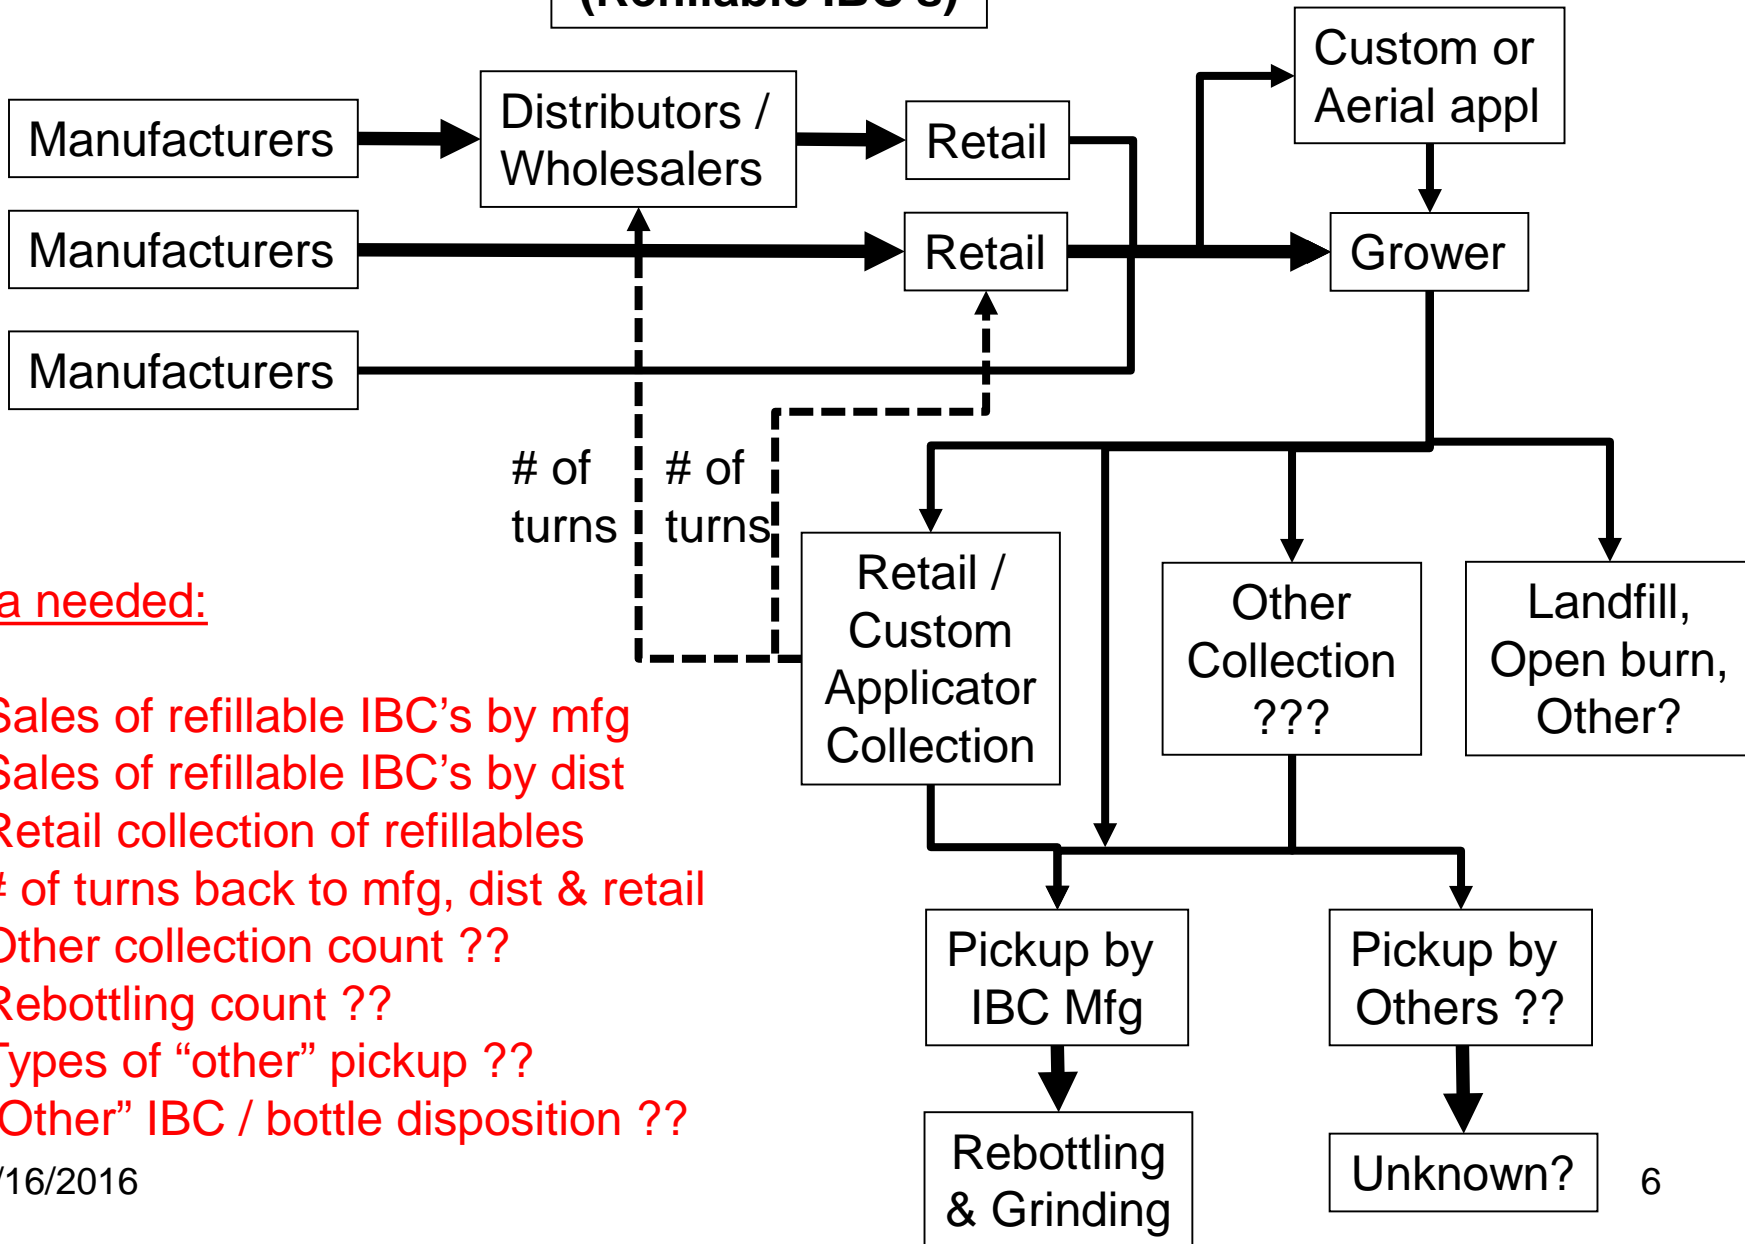 (Refillable IBC's)
Custom or
Aerial appl
Manufacturers
Distributors /
Wholesalers
Retail
Manufacturers
Retail
Grower
Manufacturers
# of
turns
# of
turns
Retail /
Custom
Applicator
Collection
Other
Collection
???
Landfill,
Open burn,
Other?
a needed:
Sales of refillable IBC’s by mfg
Sales of refillable IBC’s by dist
Retail collection of refillables
# of turns back to mfg, dist & retail
Other collection count ??
Rebottling count ??
Types of “other” pickup ??
Other” IBC / bottle disposition ??
Pickup by
IBC Mfg
Pickup by
Others ??
Rebottling
& Grinding
Unknown?
/16/2016
6